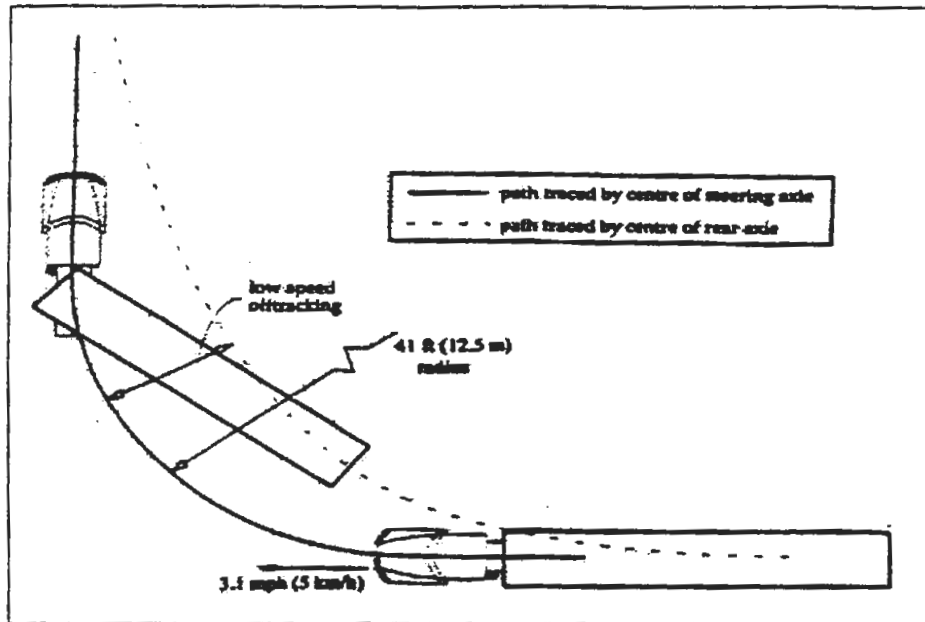 path traced by centre of steering axle
path traced by centre of rear axle
low speed
offtracking
41 ft (12.5 m)
radius
3.1 mph (5 km/h)